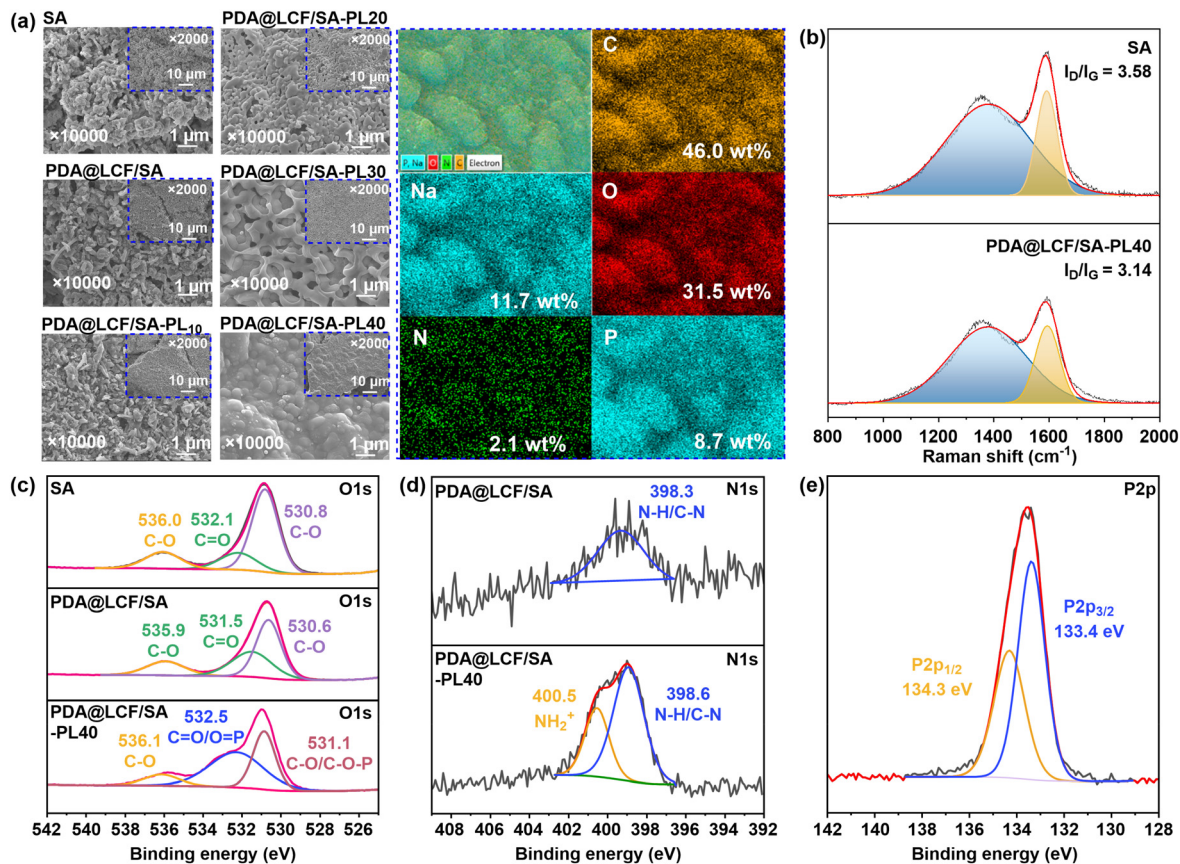 (a)
SA
×2000
10 μm
×10000
1 μm
PDA@LCF/SA-PL20
×2000
10 μm
×10000
1 μm
PDA@LCF/SA
×2000
10 μm
×10000
1 μm
PDA@LCF/SA-PL30
×2000
10 μm
×10000
1 μm
PDA@LCF/SA-PL₁₀
×2000
10 μm
×10000
1 μm
PDA@LCF/SA-PL40
×2000
10 μm
×10000
1 μm
P, Na O N C Electron
C
46.0 wt%
Na
11.7 wt%
O
31.5 wt%
N
2.1 wt%
P
8.7 wt%
(b)
SA
I_D/I_G = 3.58
PDA@LCF/SA-PL40
I_D/I_G = 3.14
800 1000 1200 1400 1600 1800 2000
Raman shift (cm⁻¹)
(c)
SA
O1s
536.0
C-O
532.1
C=O
530.8
C-O
PDA@LCF/SA
O1s
535.9
C-O
531.5
C=O
530.6
C-O
PDA@LCF/SA
-PL40
O1s
536.1
C-O
532.5
C=O/O=P
531.1
C-O/C-O-P
542 540 538 536 534 532 530 528 526
Binding energy (eV)
(d)
PDA@LCF/SA
N1s
398.3
N-H/C-N
PDA@LCF/SA
-PL40
N1s
400.5
NH₂⁺
398.6
N-H/C-N
408 406 404 402 400 398 396 394 392
Binding energy (eV)
(e)
P2p
P2p₃/₂
133.4 eV
P2p₁/₂
134.3 eV
142 140 138 136 134 132 130 128
Binding energy (eV)